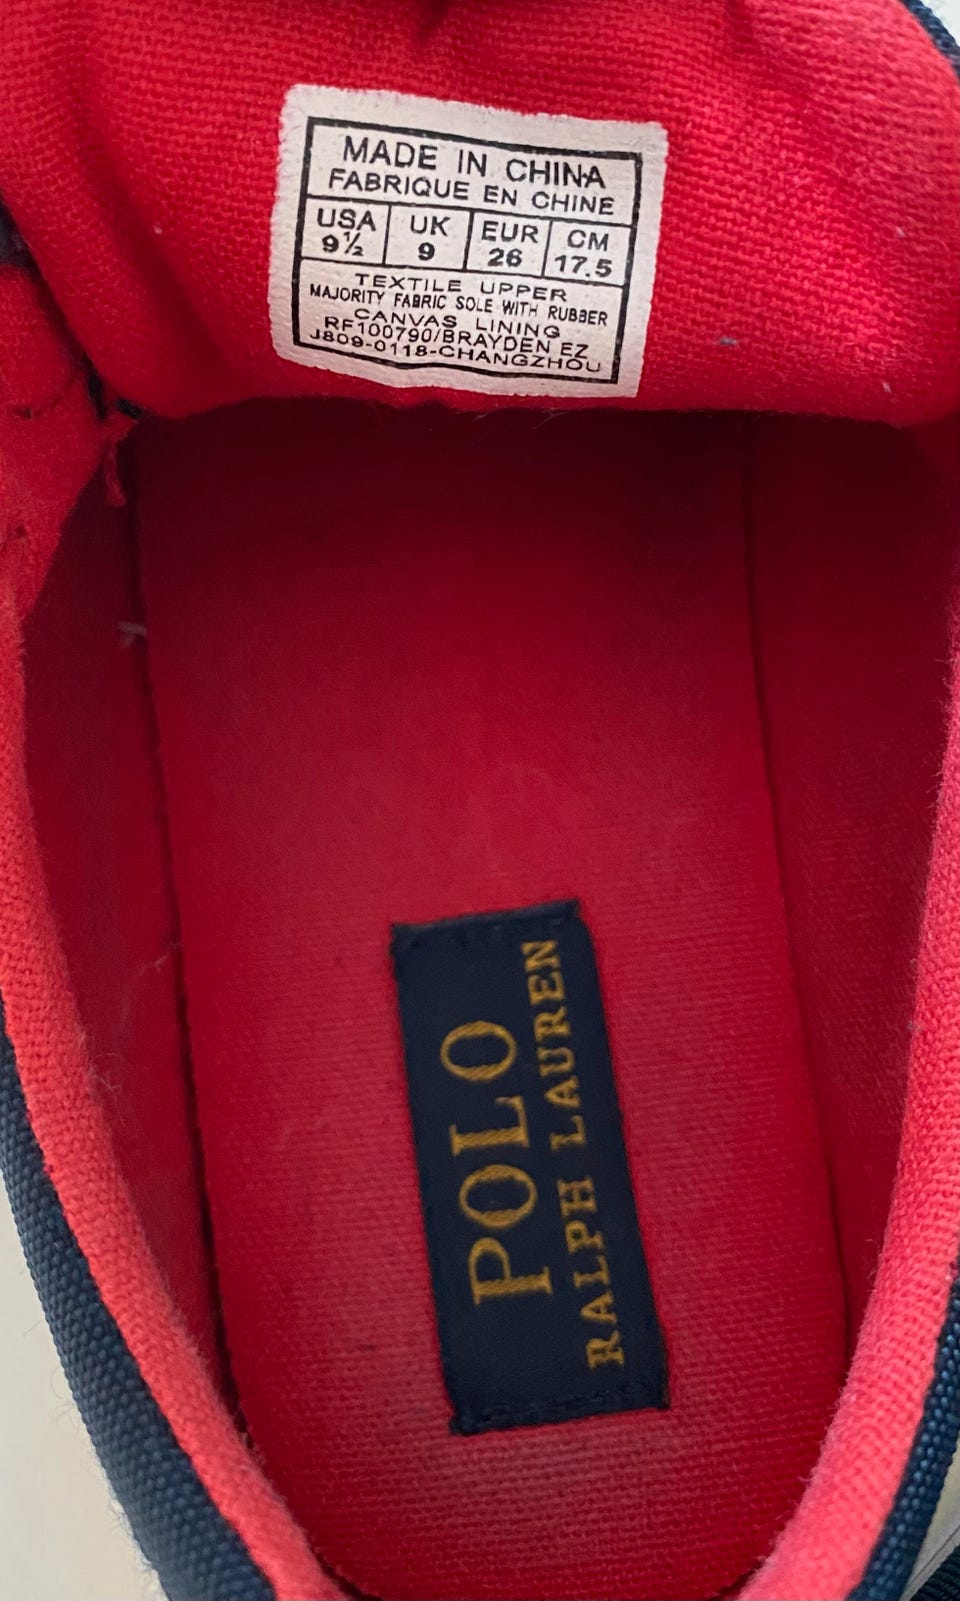 MADE IN CHINA
FABRIQUE EN CHINE
USA UK EUR CM
9½ 9 26 17.5
TEXTILE UPPER
MAJORITY FABRIC SOLE WITH RUBBER
CANVAS LINING
RF100790/BRAYDEN EZ
J809-0118-CHANGZHOU
POLO
RALPH LAUREN